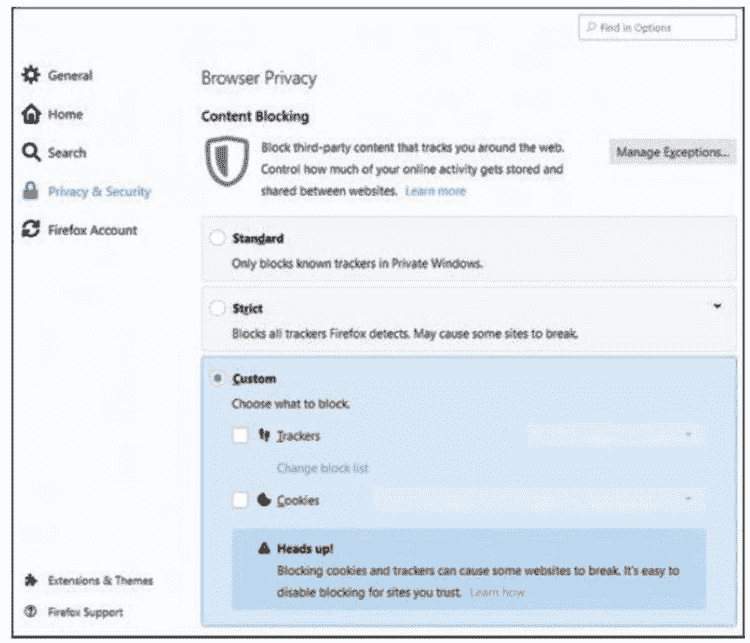 Find in Options
General
Home
Search
Privacy & Security
Firefox Account
Extensions & Themes
Firefox Support
Browser Privacy
Content Blocking
Block third-party content that tracks you around the web.
Control how much of your online activity gets stored and
shared between websites. Learn more
Manage Exceptions...
Standard
Only blocks known trackers in Private Windows.
Strict
Blocks all trackers Firefox detects. May cause some sites to break.
Custom
Choose what to block.
Trackers
Change block list
Cookies
Heads up!
Blocking cookies and trackers can cause some websites to break. It's easy to
disable blocking for sites you trust. Learn how